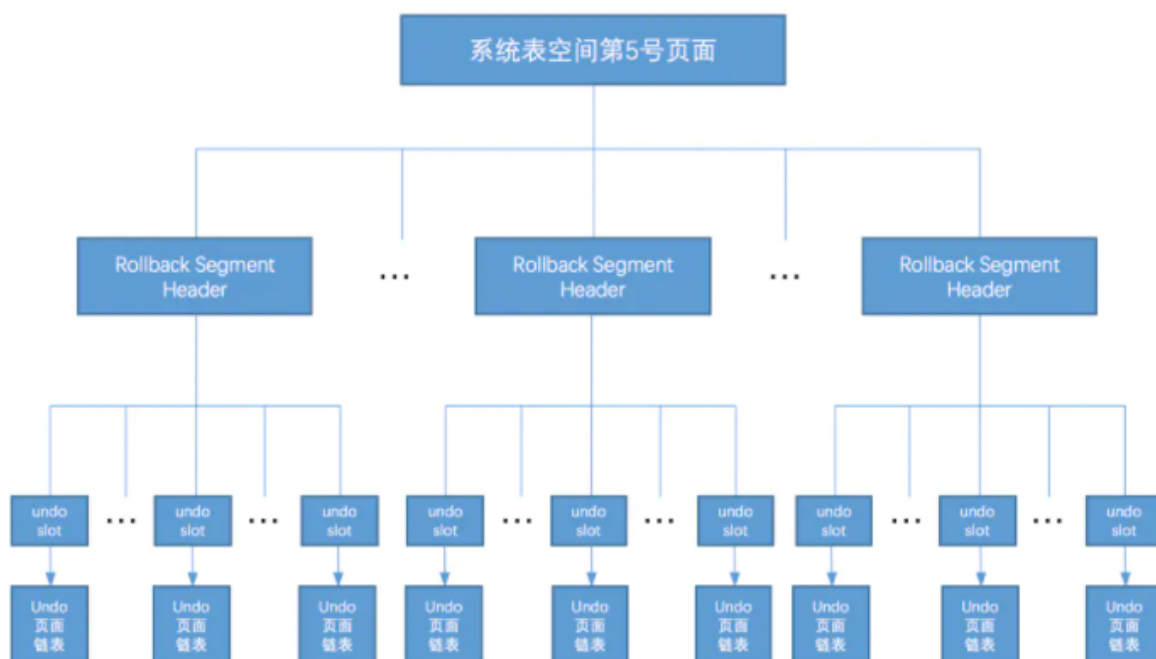 系统表空间第5号页面
Rollback Segment
Header
...
Rollback Segment
Header
...
Rollback Segment
Header
undo
slot
...
undo
slot
...
undo
slot
undo
slot
...
undo
slot
...
undo
slot
undo
slot
...
undo
slot
...
undo
slot
Undo
页面
链表
Undo
页面
链表
Undo
页面
链表
Undo
页面
链表
Undo
页面
链表
Undo
页面
链表
Undo
页面
链表
Undo
页面
链表
Undo
页面
链表